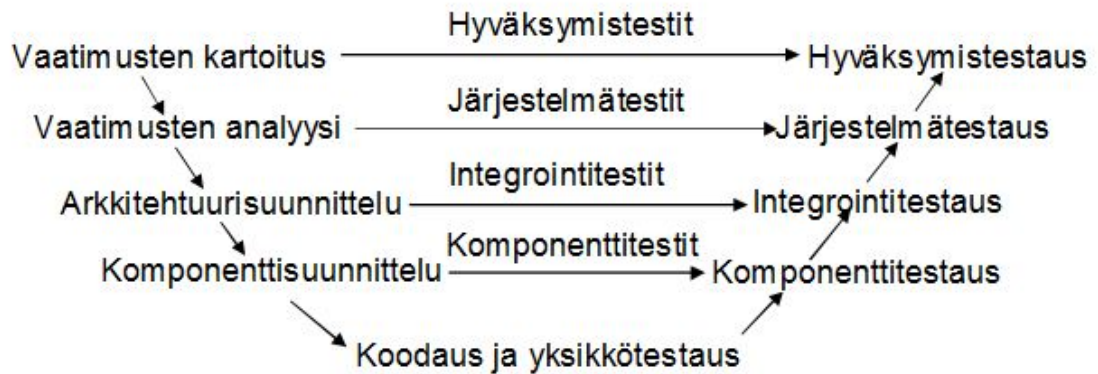 Hyväksymistestit
Vaatimusten kartoitus
Hyväksymistestaus
Järjestelmätestit
Vaatimusten analyysi
Järjestelmätestaus
Integrointitestit
Arkkitehtuurisuunnittelu
Integrointitestaus
Komponenttitestit
Komponenttisuunnittelu
Komponenttitestaus
Koodaus ja yksikkötestaus